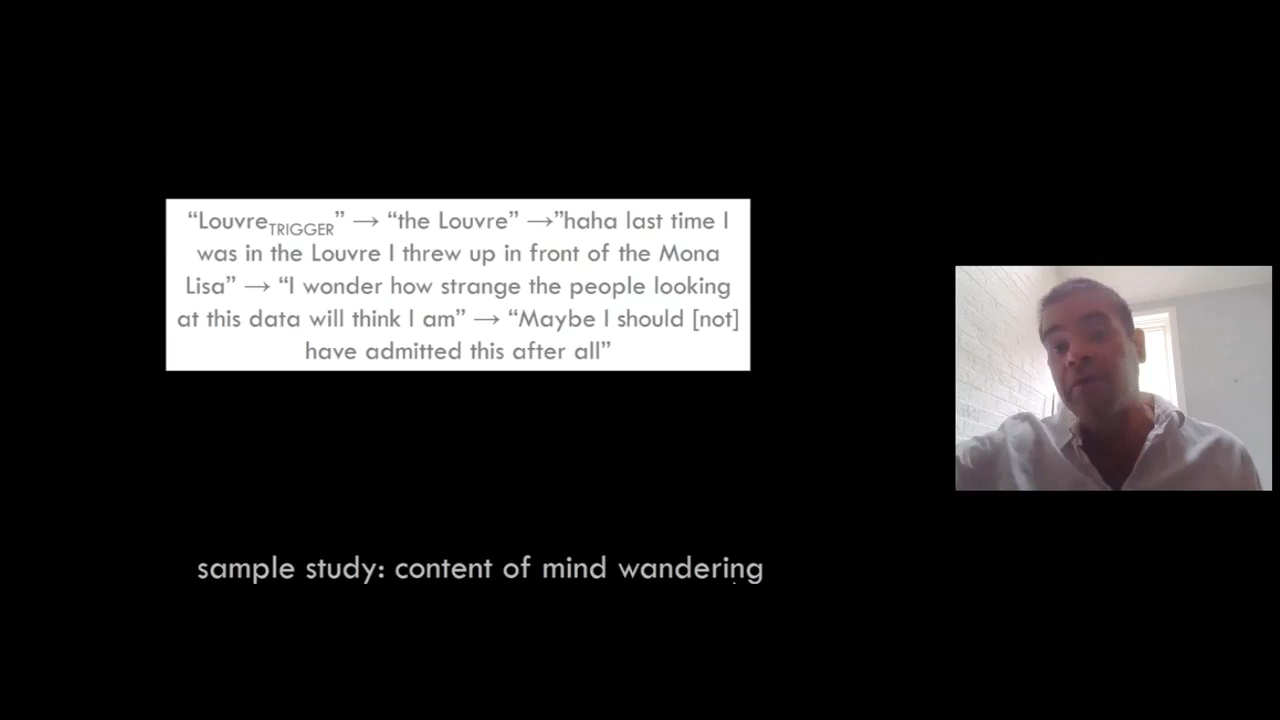 “LouvreTRIGGER” → “the Louvre” →”haha last time I
was in the Louvre I threw up in front of the Mona
Lisa” → “I wonder how strange the people looking
at this data will think I am” → “Maybe I should [not]
have admitted this after all”
sample study: content of mind wandering